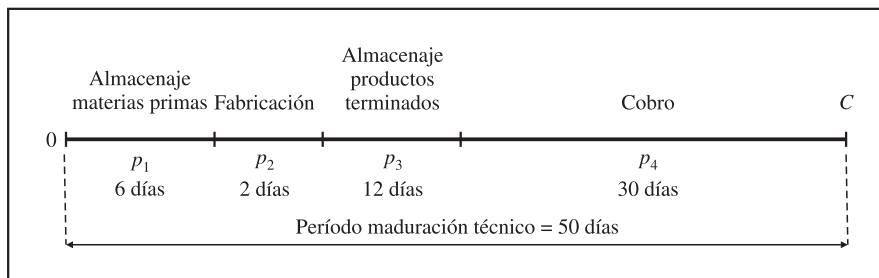 Almacenaje
materias primas
Fabricación
Almacenaje
productos
terminados
Cobro
C
0
p1
p2
p3
p4
6 días
2 días
12 días
30 días
Período maduración técnico = 50 días